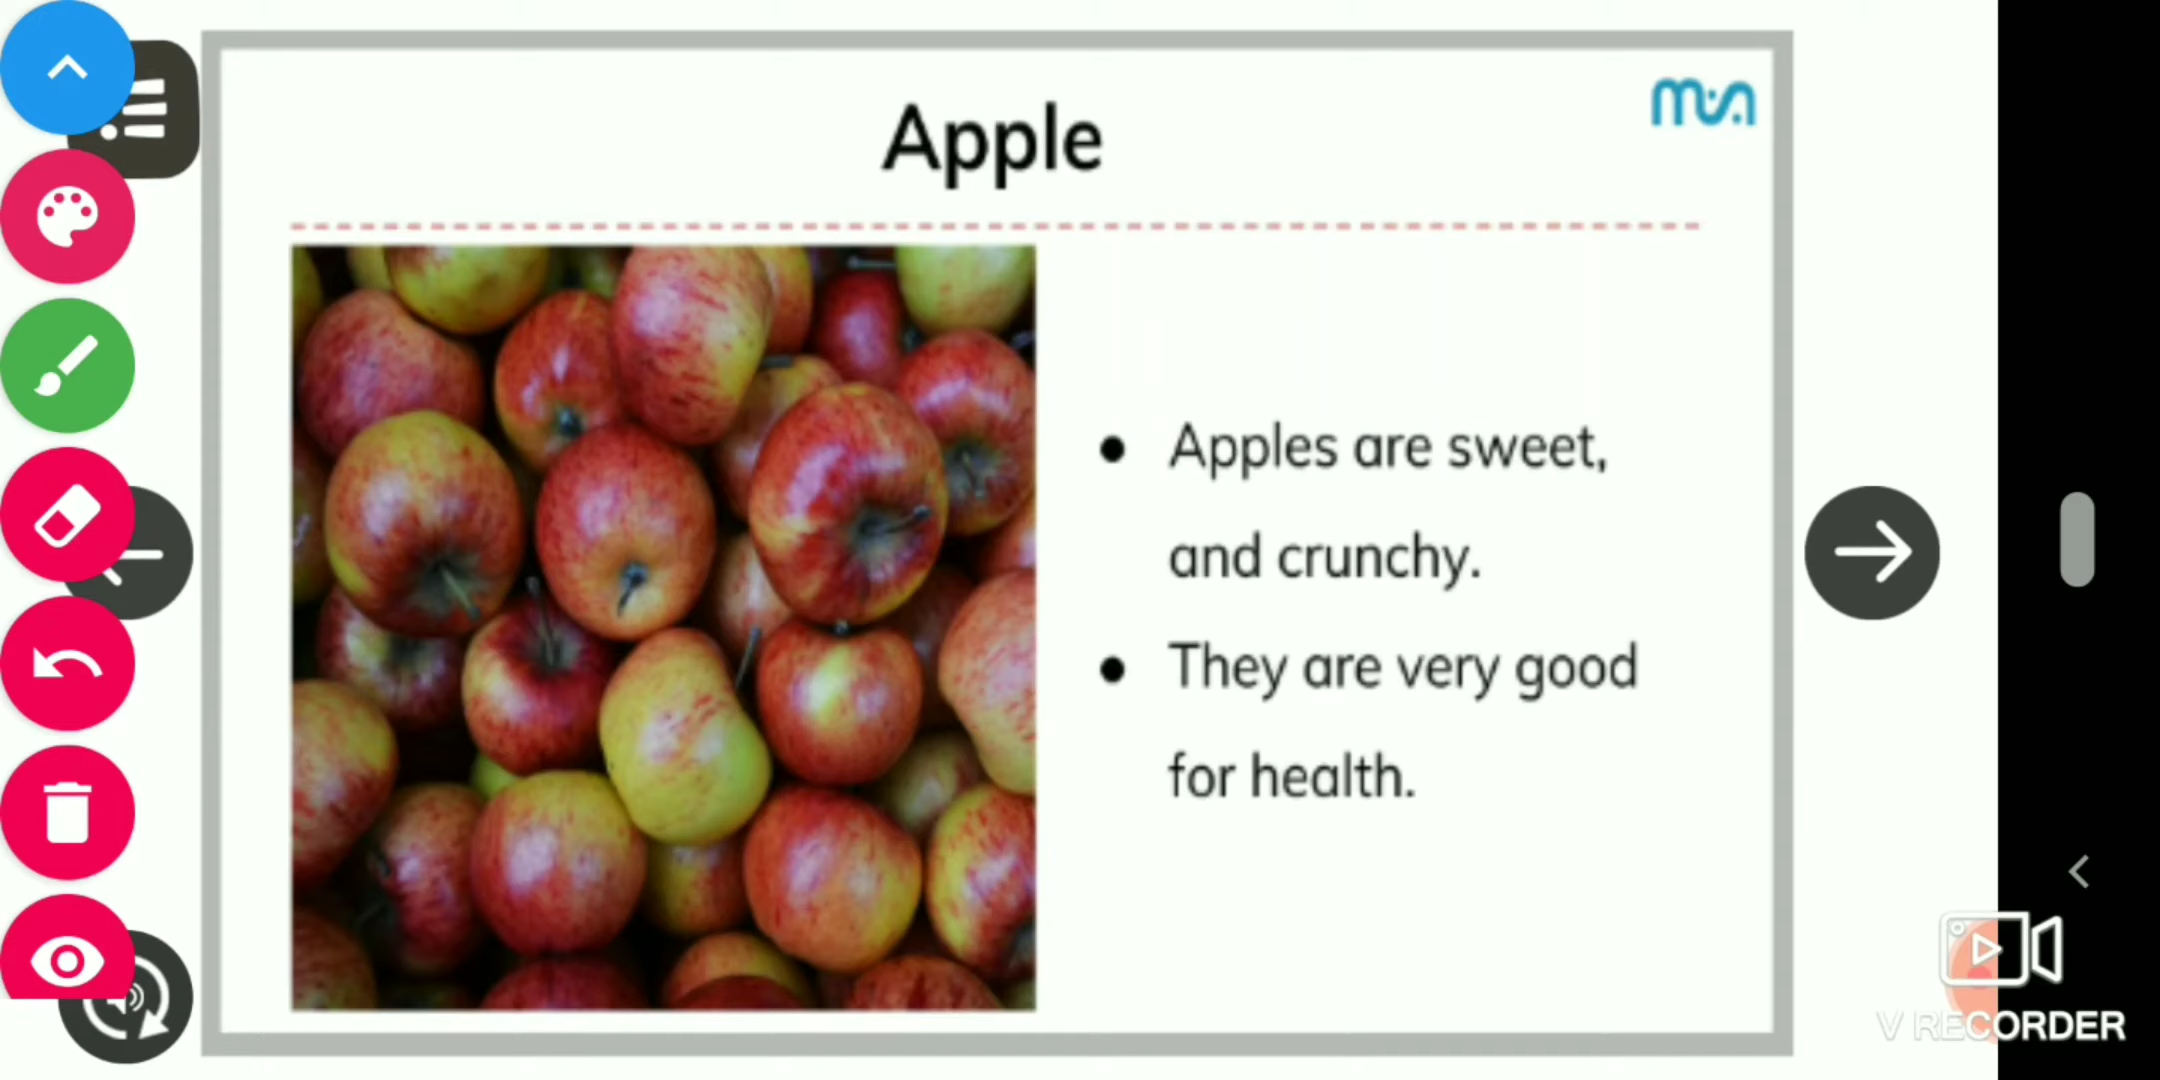 Apple
● Apples are sweet,
and crunchy.
● They are very good
for health.
V RECORDER